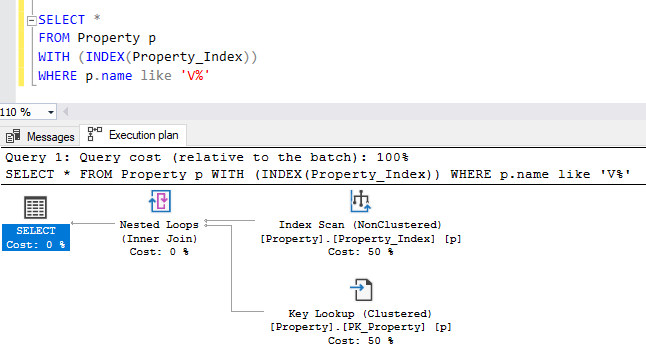 SELECT *
FROM Property p
WITH (INDEX(Property_Index))
WHERE p.name like 'V%'
110 %
Messages
Execution plan
Query 1: Query cost (relative to the batch): 100%
SELECT * FROM Property p WITH (INDEX(Property_Index)) WHERE p.name like 'V%'
SELECT
Cost: 0 %
Nested Loops
(Inner Join)
Cost: 0 %
Index Scan (NonClustered)
[Property].[Property_Index] [p]
Cost: 50 %
Key Lookup (Clustered)
[Property].[PK_Property] [p]
Cost: 50 %